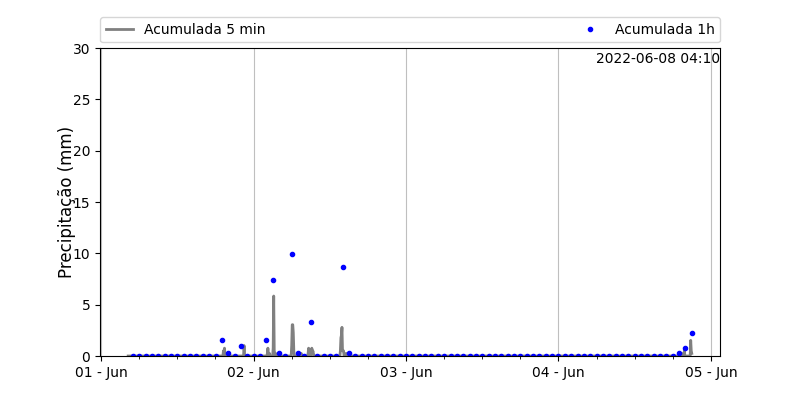 Acumulada 5 min
Acumulada 1h
2022-06-08 04:10
Precipitação (mm)
30
25
20
15
10
5
0
01 - Jun
02 - Jun
03 - Jun
04 - Jun
05 - Jun